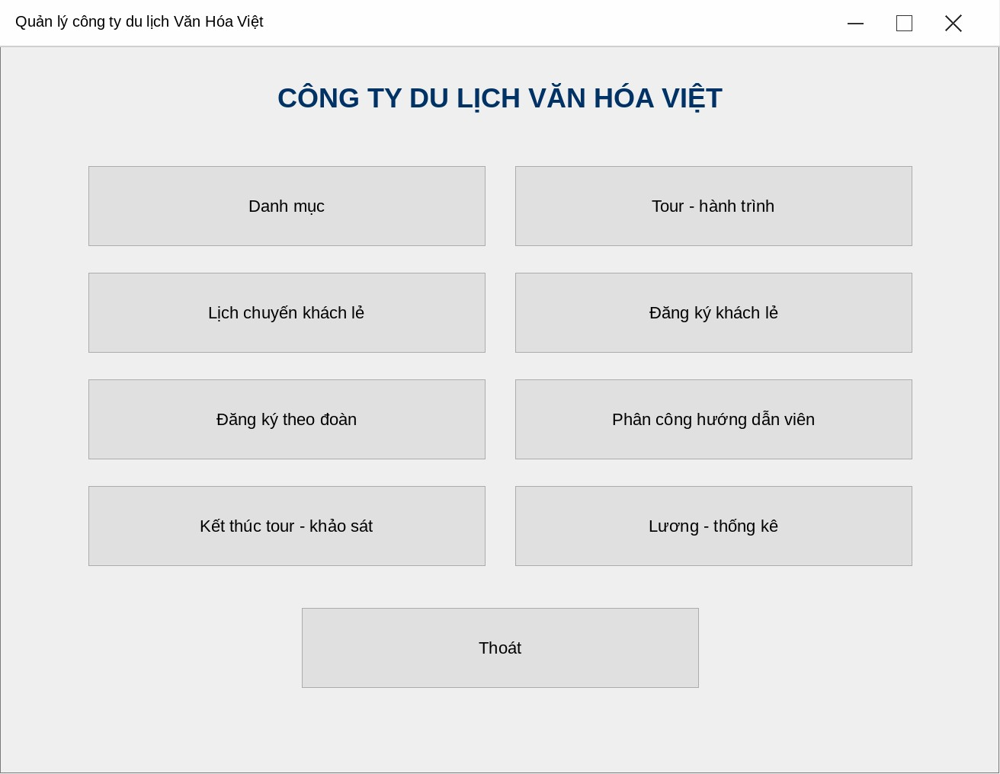 Quản lý công ty du lịch Văn Hóa Việt
CÔNG TY DU LỊCH VĂN HÓA VIỆT
Danh mục
Tour - hành trình
Lịch chuyến khách lẻ
Đăng ký khách lẻ
Đăng ký theo đoàn
Phân công hướng dẫn viên
Kết thúc tour - khảo sát
Lương - thống kê
Thoát